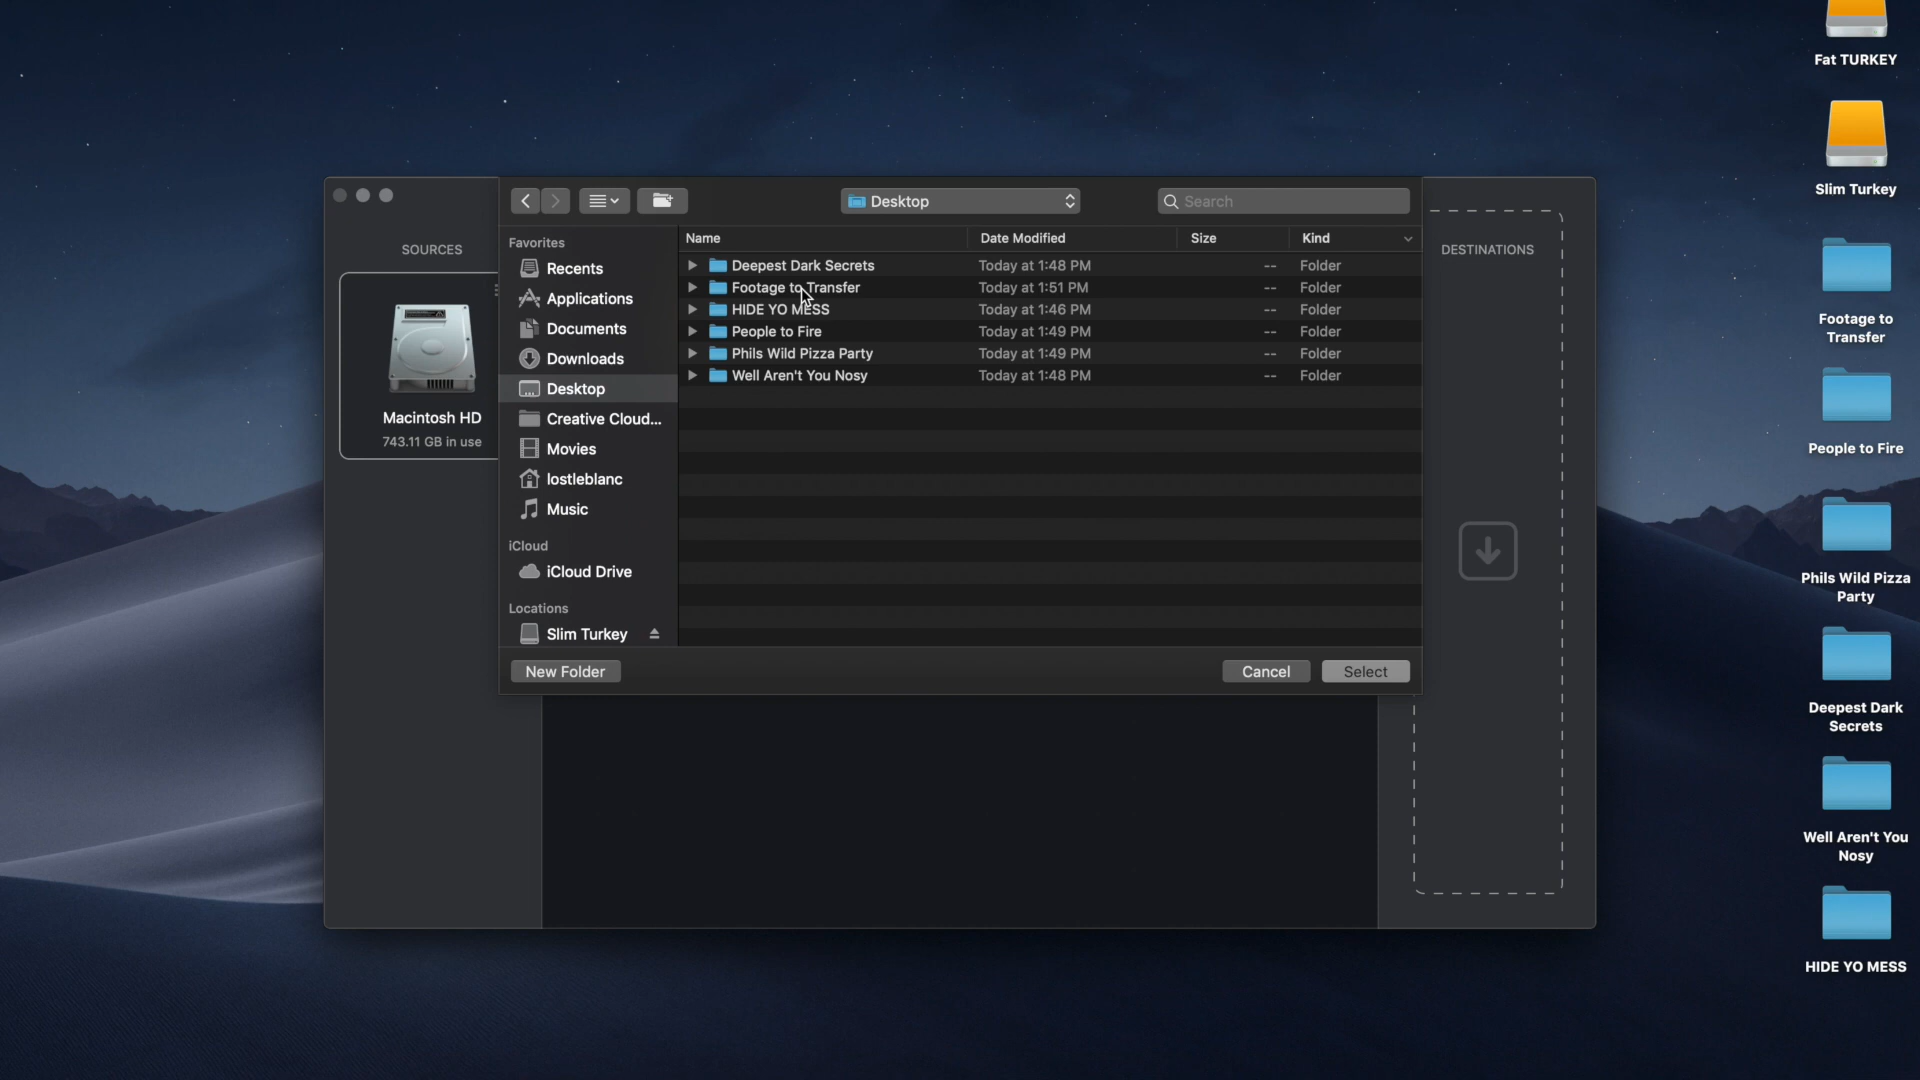 Fat TURKEY
Slim Turkey
Footage to
Transfer
People to Fire
Phils Wild Pizza
Party
Deepest Dark
Secrets
Well Aren't You
Nosy
HIDE YO MESS
SOURCES
Macintosh HD
743.11 GB in use
Desktop
Search
Favorites
Recents
Applications
Documents
Downloads
Desktop
Creative Cloud...
Movies
lostleblanc
Music
iCloud
iCloud Drive
Locations
Slim Turkey
Name Date Modified Size Kind
Deepest Dark Secrets Today at 1:48 PM -- Folder
Footage to Transfer Today at 1:51 PM -- Folder
HIDE YO MESS Today at 1:46 PM -- Folder
People to Fire Today at 1:49 PM -- Folder
Phils Wild Pizza Party Today at 1:49 PM -- Folder
Well Aren't You Nosy Today at 1:48 PM -- Folder
New Folder
Cancel
Select
DESTINATIONS